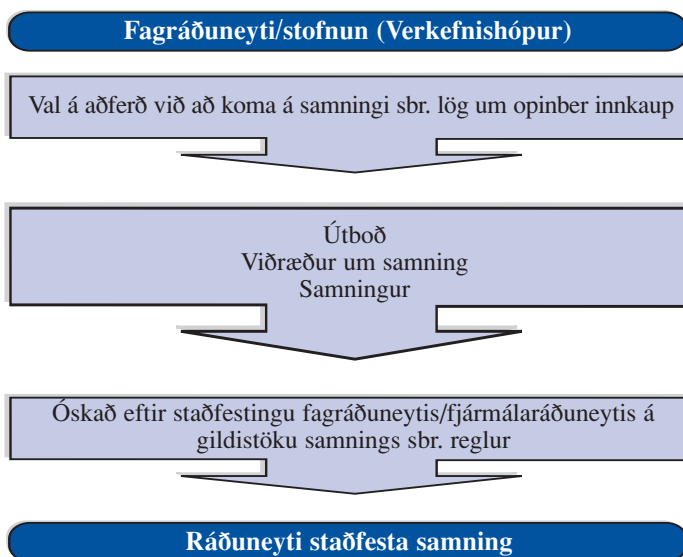 Fagráðuneyti/stofnun (Verkefnishópur)
Val á aðferð við að koma á samningi sbr. lög um opinber innkaup
Útboð
Viðræður um samning
Samningur
Óskað eftir staðfestingu fagráðuneytis/fjármálaráðuneytis á
gildistöku samnings sbr. reglur
Ráðuneyti staðfesta samning